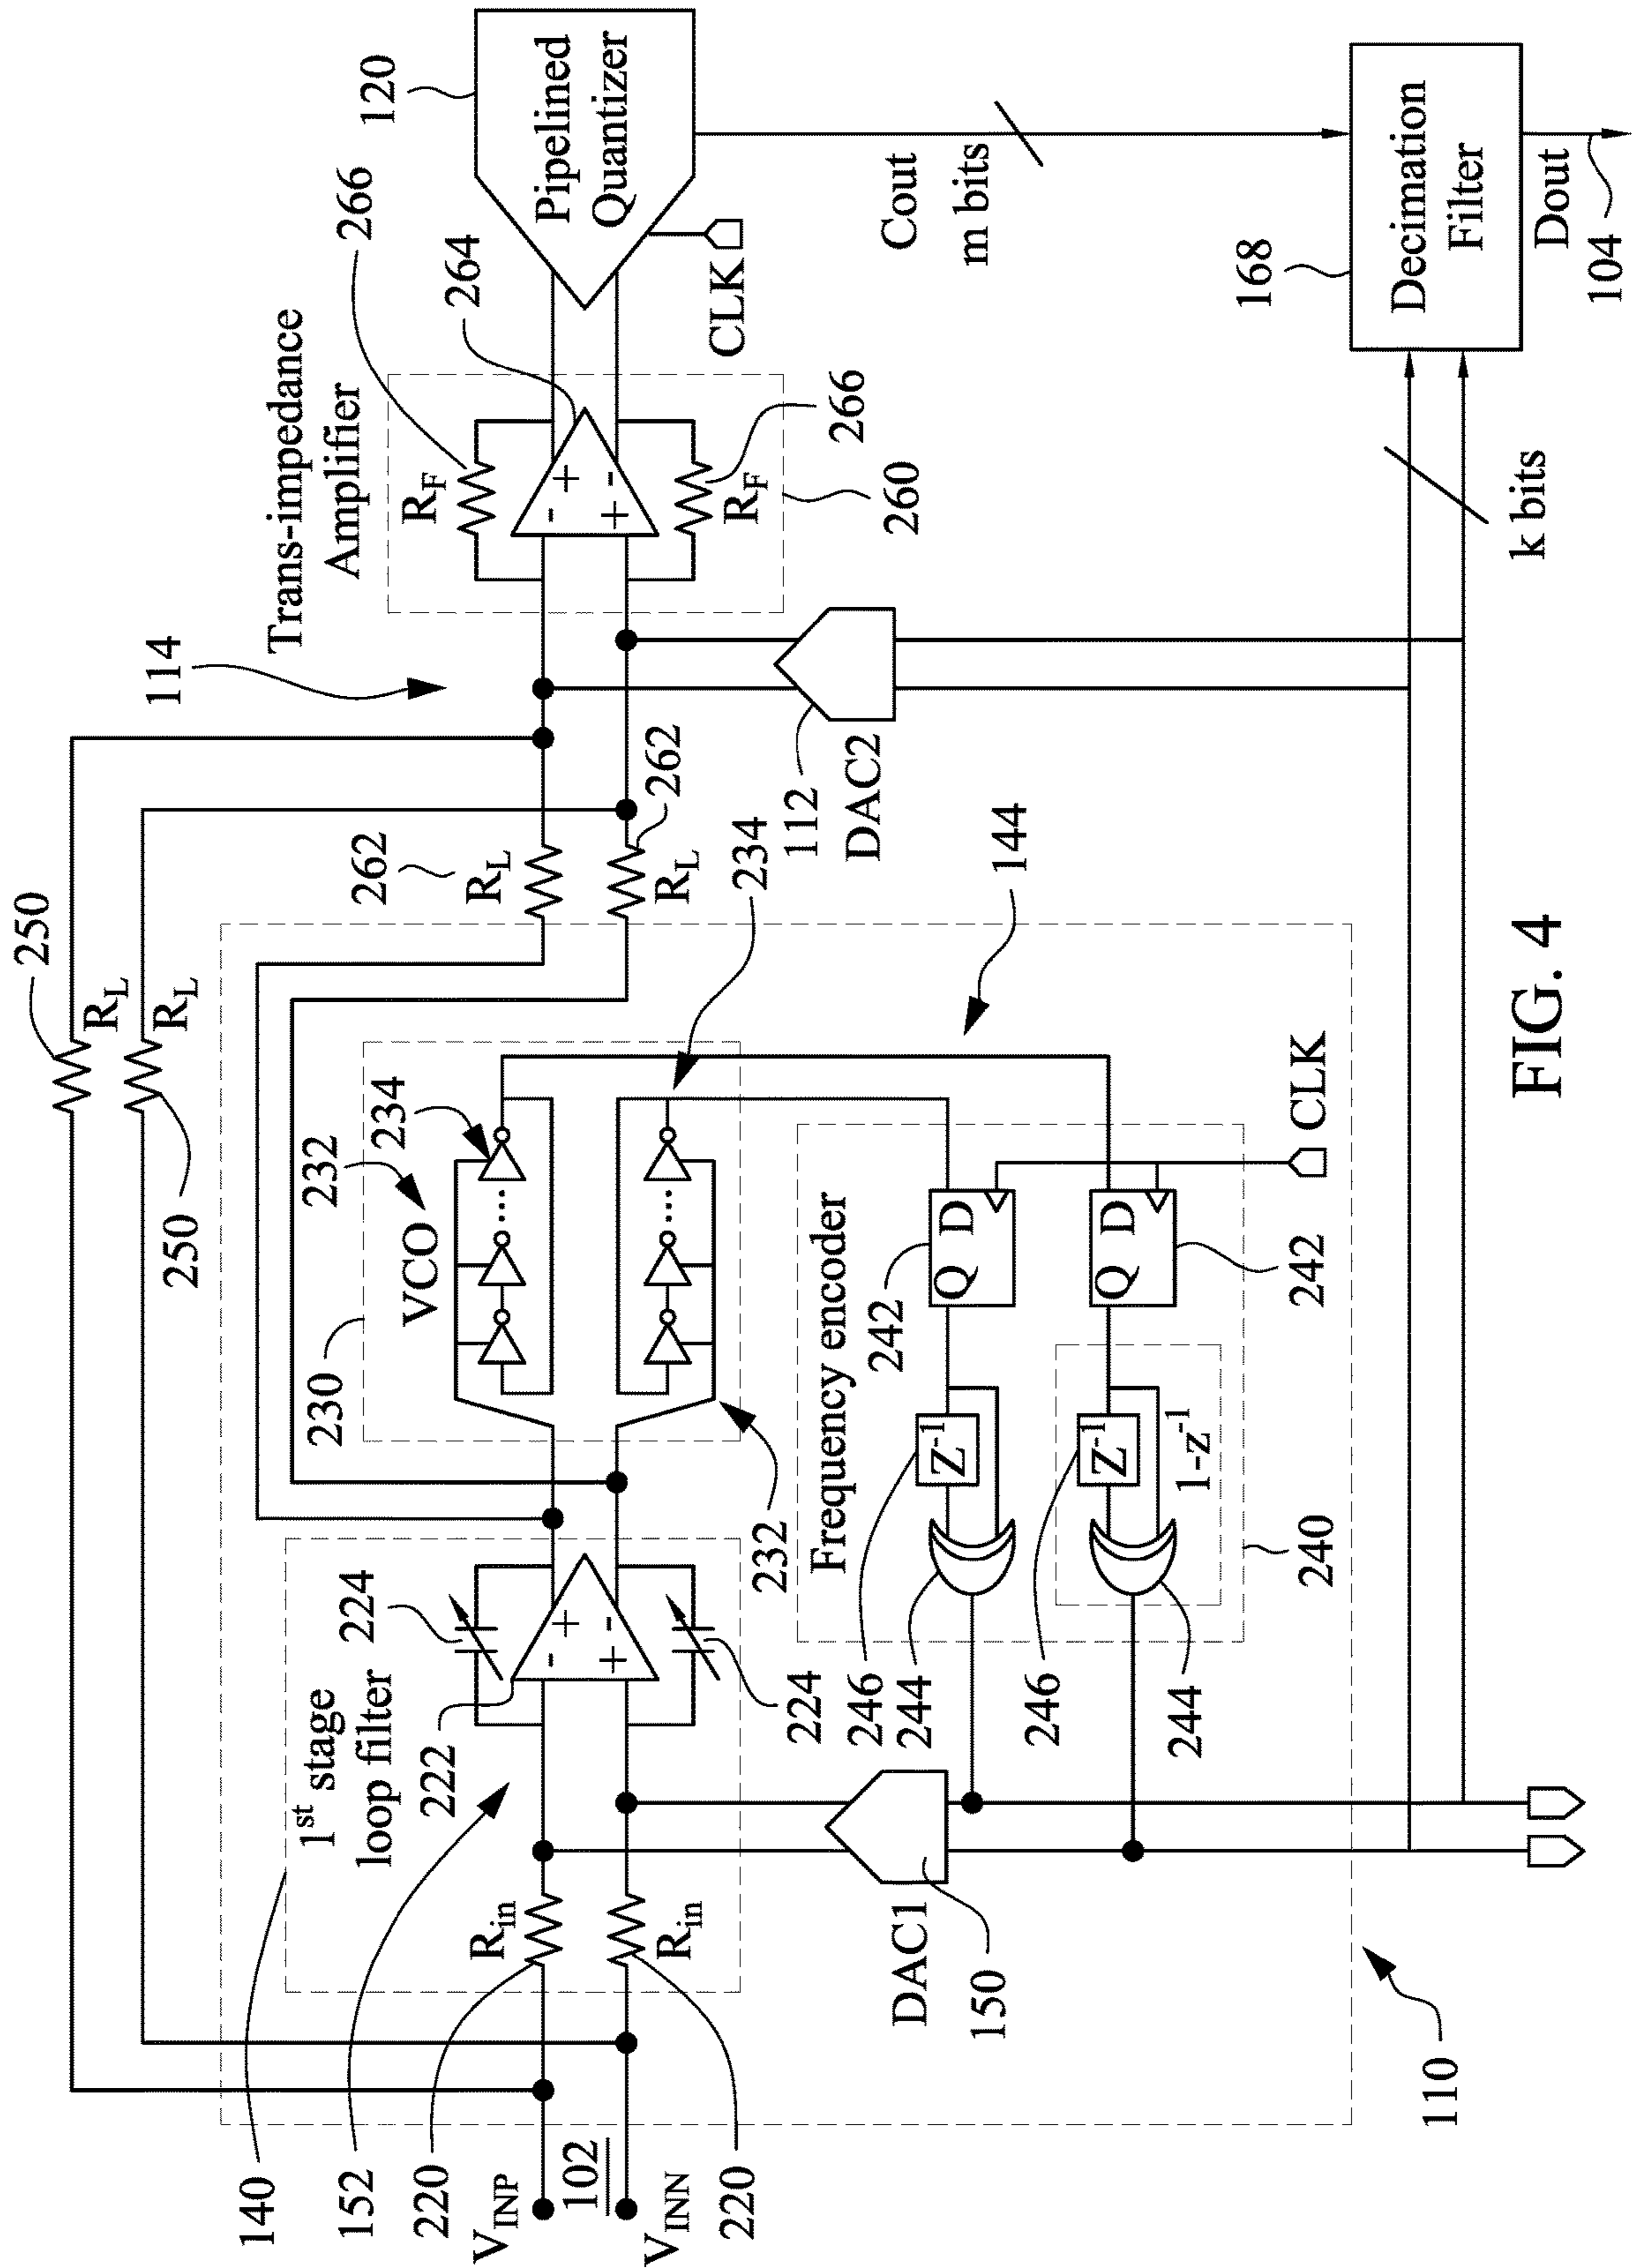 250
R_L
R_L
250
114
Trans-impedance
Amplifier
266
120
Pipelined
Quantizer
264
R_F
-
+
+
-
R_F
266
260
CLK
140
1st stage
loop filter
224
222
-
+
+
-
224
152
R_in
R_in
220
220
V_INP
102
V_INN
230
VCO
232
234
...
...
232
234
262
R_L
R_L
262
112
DAC2
144
Frequency encoder
242
Q D
Q D
242
246
Z^-1
244
246
Z^-1
1-z^-1
244
240
CLK
DAC1
150
110
Cout
m bits
k bits
168
Decimation
Filter
Dout
104
FIG. 4